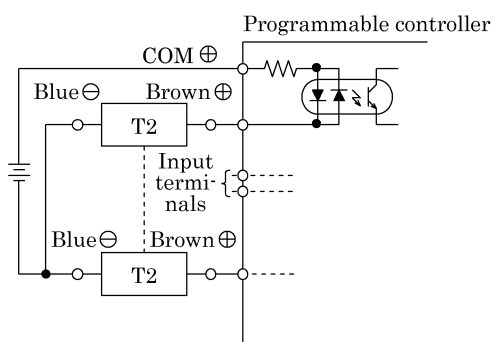 Programmable controller
COM ⊕
Blue ⊖
Brown ⊕
T2
Input
termi-
nals
Blue ⊖
Brown ⊕
T2